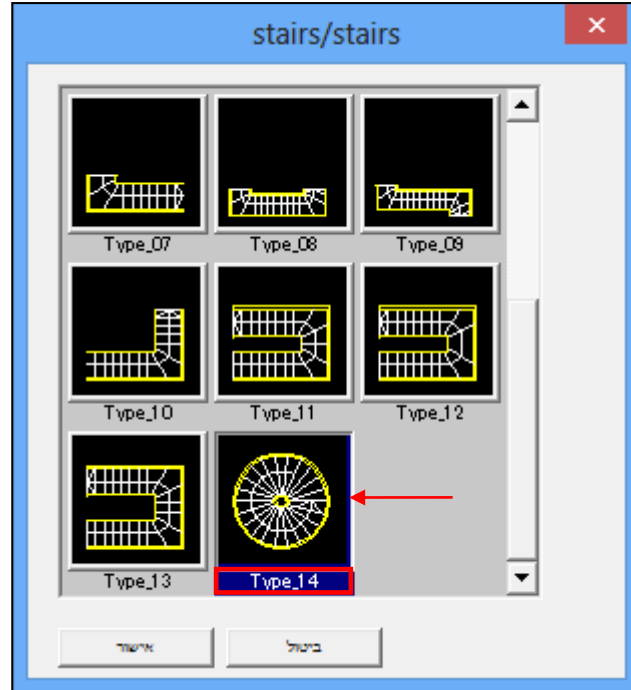 stairs/stairs
Type_07 Type_08 Type_09
Type_10 Type_11 Type_12
Type_13 Type_14
אישור ביטול